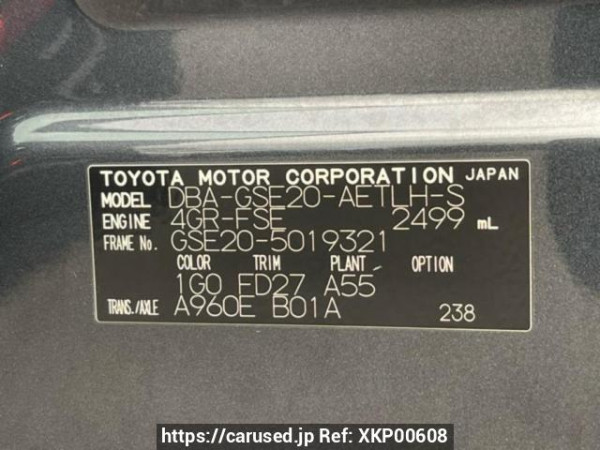 TOYOTA MOTOR CORPORATION JAPAN
MODEL DBA-GSE20-AETLH-S
ENGINE 4GR-FSE 2499 mL
FRAME No. GSE20-5019321
COLOR TRIM PLANT OPTION
1G0 FD27 A55
TRANS./AXLE A960E B01A 238
https://carused.jp Ref: XKP00608